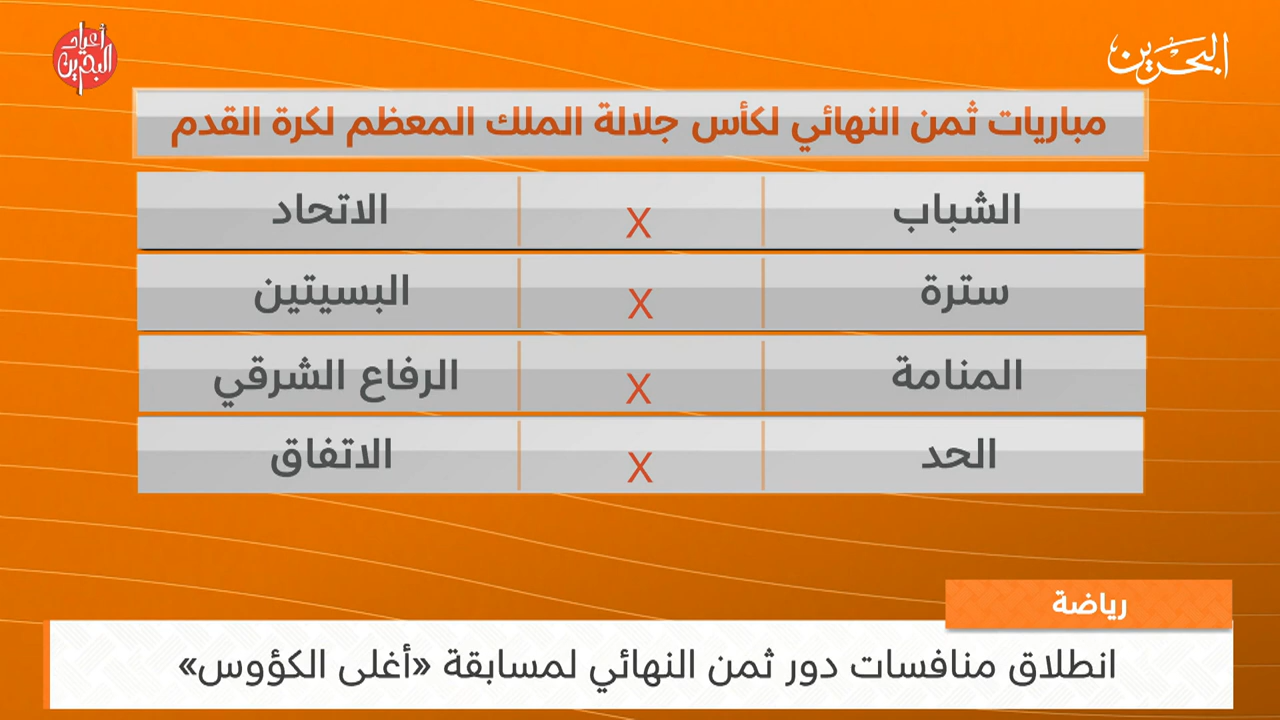 أعياد البحرين
البحرين
مباريات ثمن النهائي لكأس جلالة الملك المعظم لكرة القدم
الشباب X الاتحاد
سترة X البسيتين
المنامة X الرفاع الشرقي
الحد X الاتفاق
رياضة
انطلاق منافسات دور ثمن النهائي لمسابقة «أغلى الكؤوس»